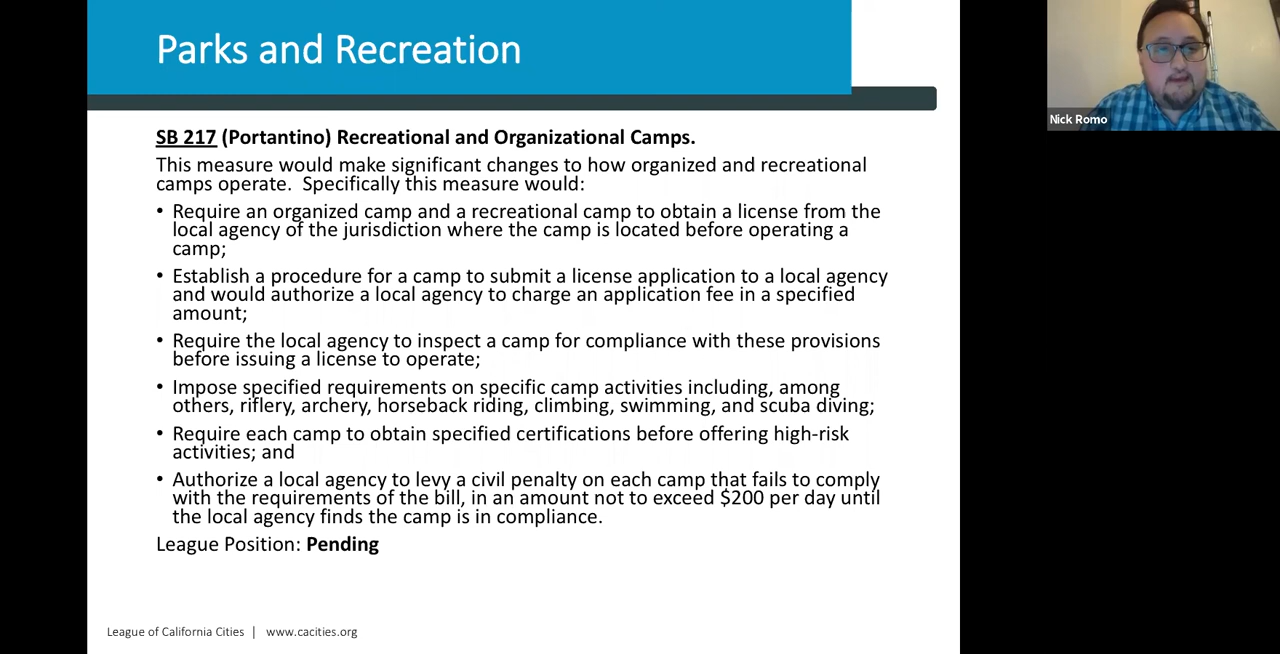 Parks and Recreation
Nick Romo
SB 217 (Portantino) Recreational and Organizational Camps.
This measure would make significant changes to how organized and recreational
camps operate.  Specifically this measure would:
• Require an organized camp and a recreational camp to obtain a license from the
local agency of the jurisdiction where the camp is located before operating a
camp;
• Establish a procedure for a camp to submit a license application to a local agency
and would authorize a local agency to charge an application fee in a specified
amount;
• Require the local agency to inspect a camp for compliance with these provisions
before issuing a license to operate;
• Impose specified requirements on specific camp activities including, among
others, riflery, archery, horseback riding, climbing, swimming, and scuba diving;
• Require each camp to obtain specified certifications before offering high-risk
activities; and
• Authorize a local agency to levy a civil penalty on each camp that fails to comply
with the requirements of the bill, in an amount not to exceed $200 per day until
the local agency finds the camp is in compliance.
League Position: Pending
League of California Cities | www.cacities.org